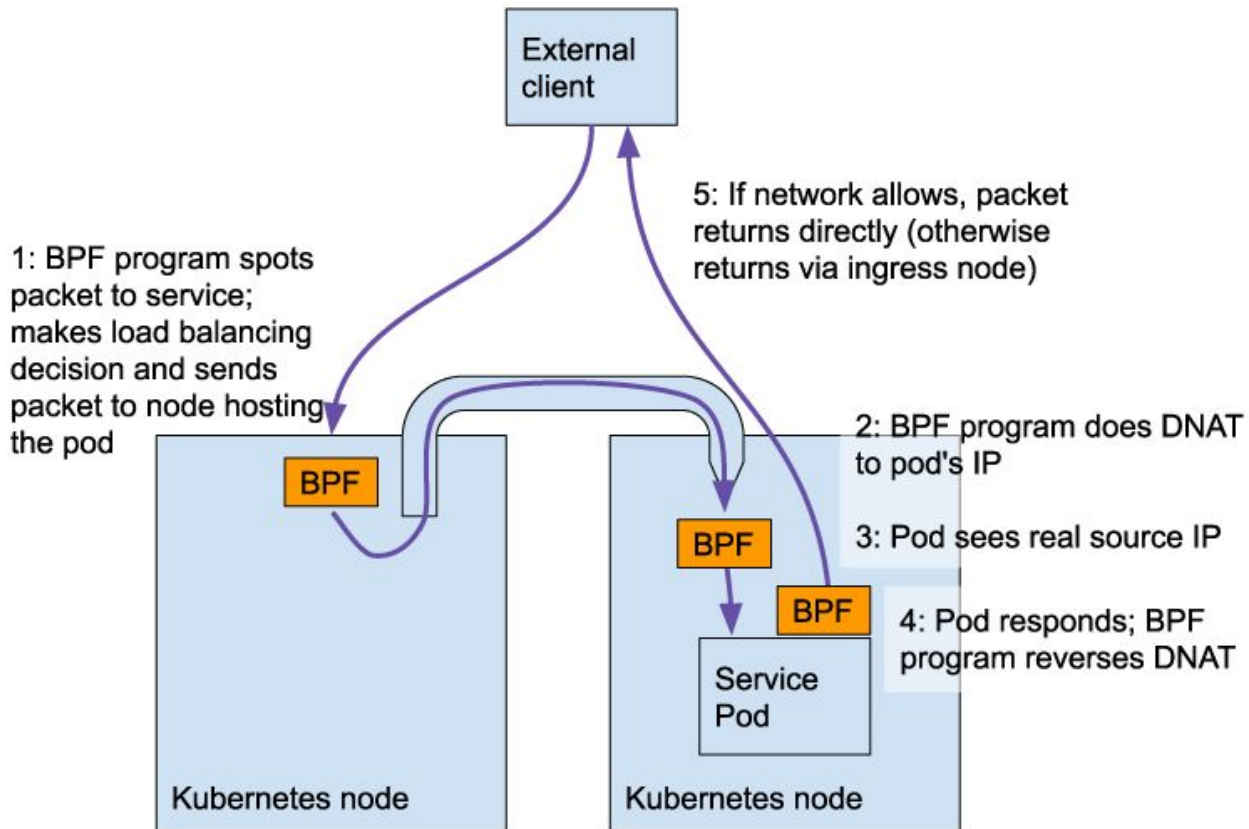 External
client
5: If network allows, packet
returns directly (otherwise
returns via ingress node)
1: BPF program spots
packet to service;
makes load balancing
decision and sends
packet to node hosting
the pod
2: BPF program does DNAT
to pod's IP
BPF
BPF
3: Pod sees real source IP
BPF
4: Pod responds; BPF
program reverses DNAT
Service
Pod
Kubernetes node
Kubernetes node